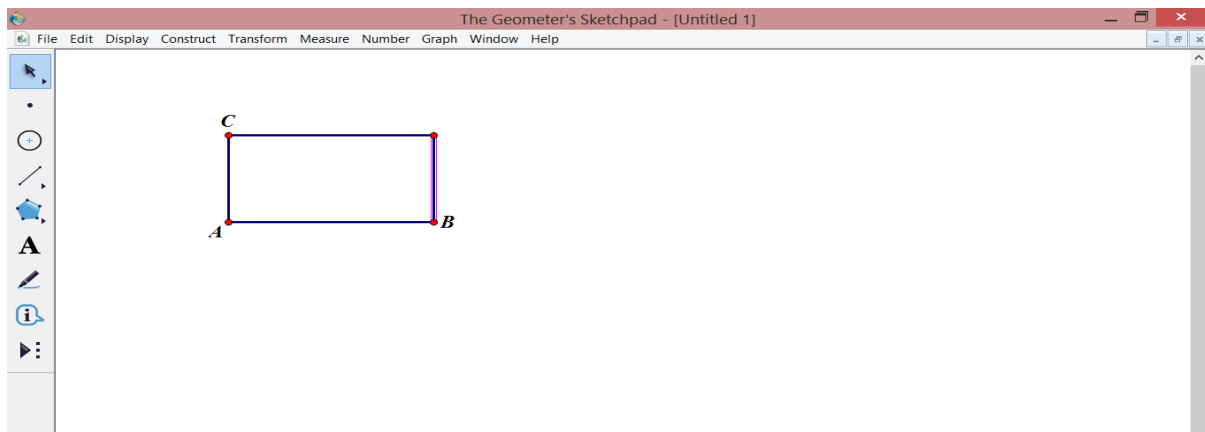 The Geometer's Sketchpad - [Untitled 1]
File Edit Display Construct Transform Measure Number Graph Window Help
C
A
B
A